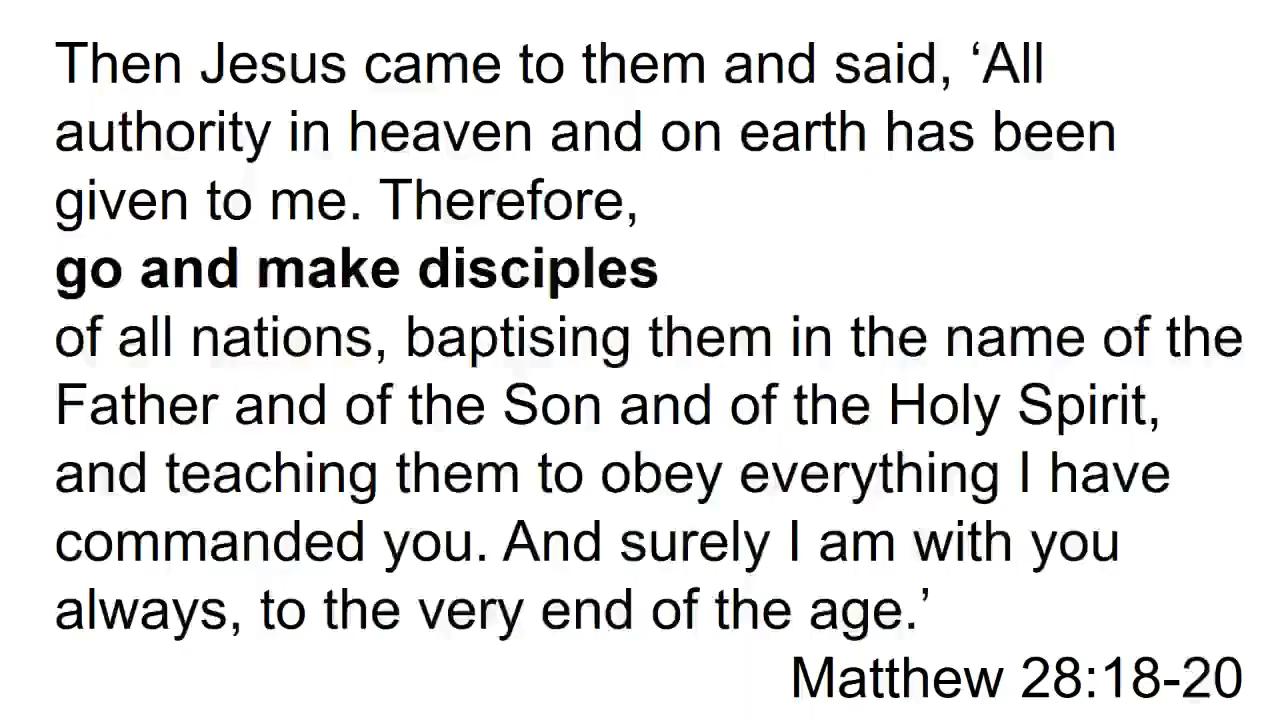 Then Jesus came to them and said, ‘All
authority in heaven and on earth has been
given to me. Therefore,
go and make disciples
of all nations, baptising them in the name of the
Father and of the Son and of the Holy Spirit,
and teaching them to obey everything I have
commanded you. And surely I am with you
always, to the very end of the age.’
Matthew 28:18-20